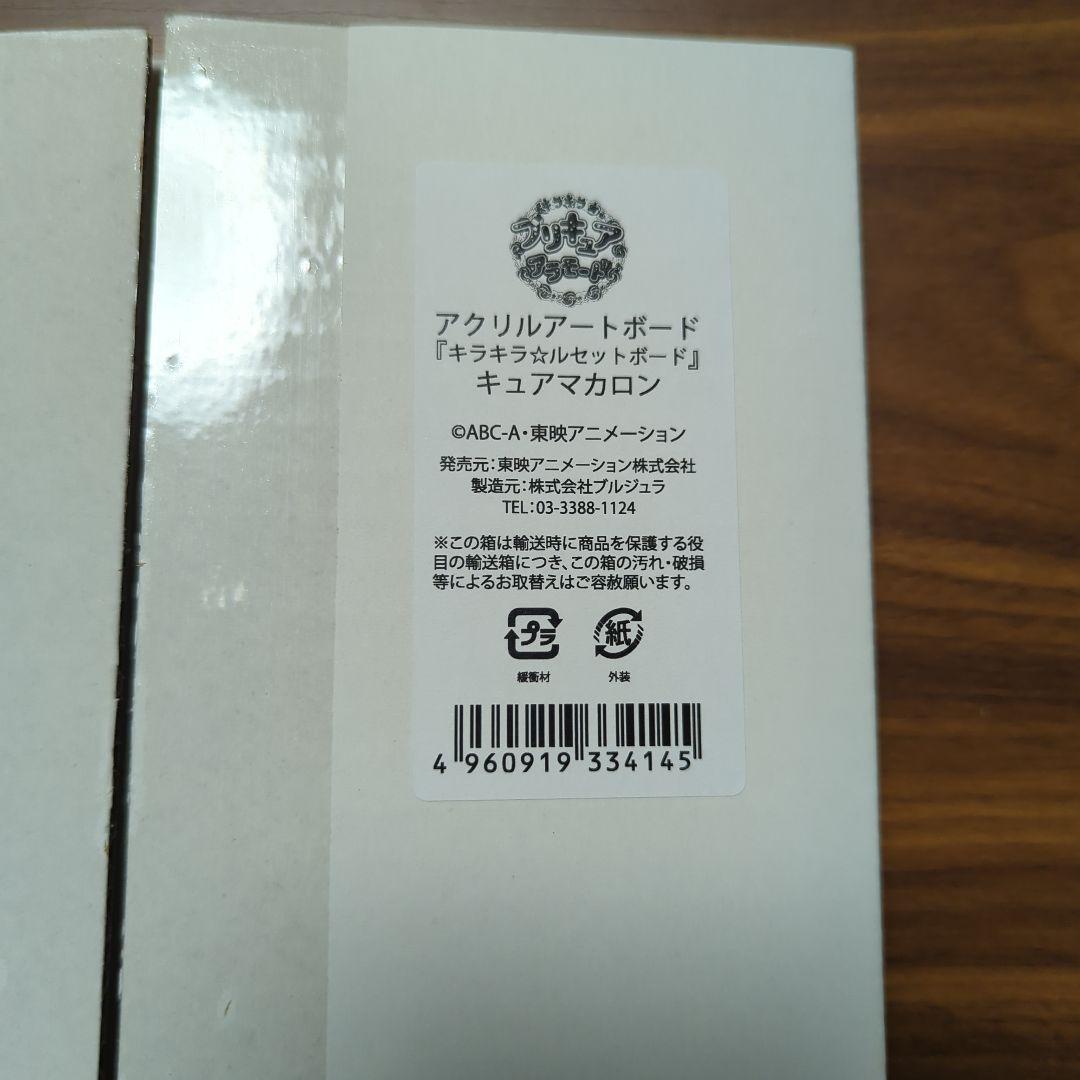 キラキラ☆
プリキュア
アラモード
アクリルアートボード
『キラキラ☆ルセットボード』
キュアマカロン
©ABC-A・東映アニメーション
発売元：東映アニメーション株式会社
製造元：株式会社ブルジュラ
TEL：03-3388-1124
※この箱は輸送時に商品を保護する役
目の輸送箱につき、この箱の汚れ・破損
等によるお取替えはご容赦願います。
プラ 紙
緩衝材 外装
4 960919 334145